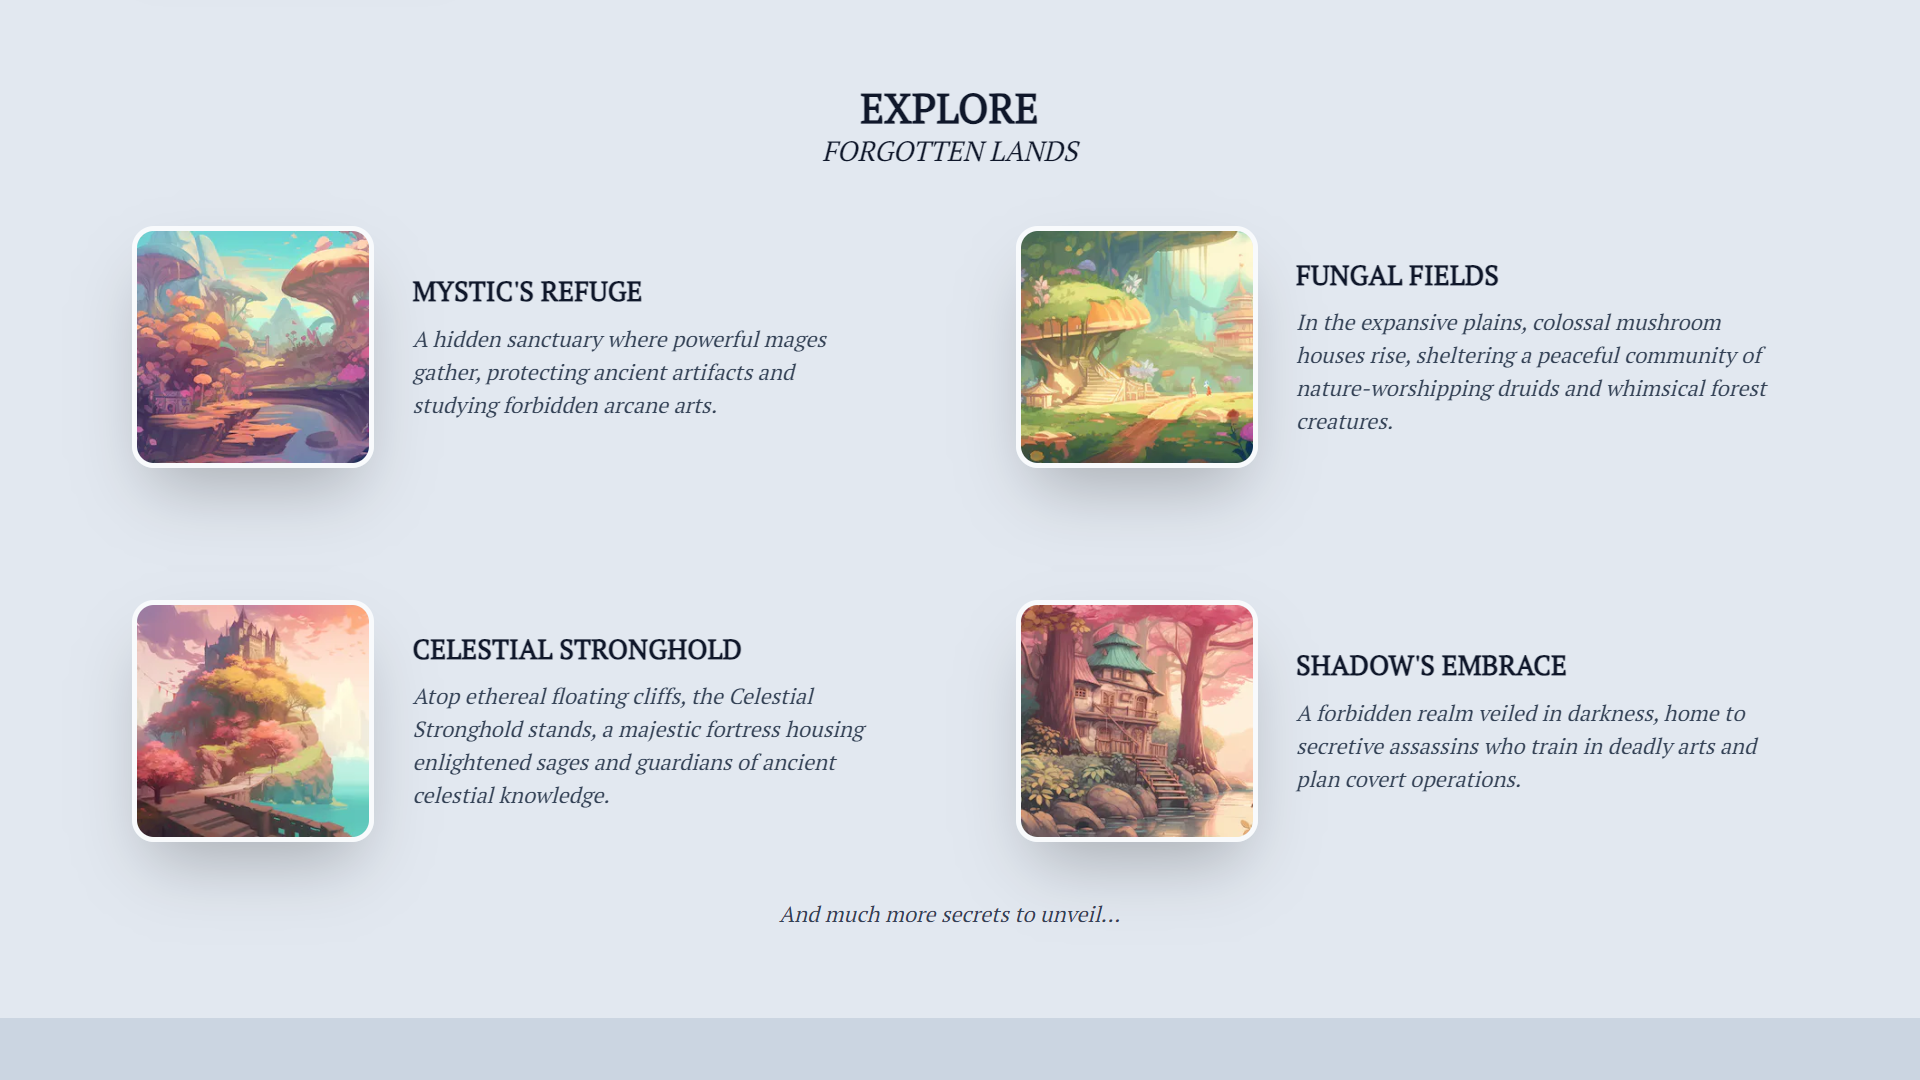 EXPLORE
FORGOTTEN LANDS
MYSTIC'S REFUGE
A hidden sanctuary where powerful mages
gather, protecting ancient artifacts and
studying forbidden arcane arts.
FUNGAL FIELDS
In the expansive plains, colossal mushroom
houses rise, sheltering a peaceful community of
nature-worshipping druids and whimsical forest
creatures.
CELESTIAL STRONGHOLD
Atop ethereal floating cliffs, the Celestial
Stronghold stands, a majestic fortress housing
enlightened sages and guardians of ancient
celestial knowledge.
SHADOW'S EMBRACE
A forbidden realm veiled in darkness, home to
secretive assassins who train in deadly arts and
plan covert operations.
And much more secrets to unveil...